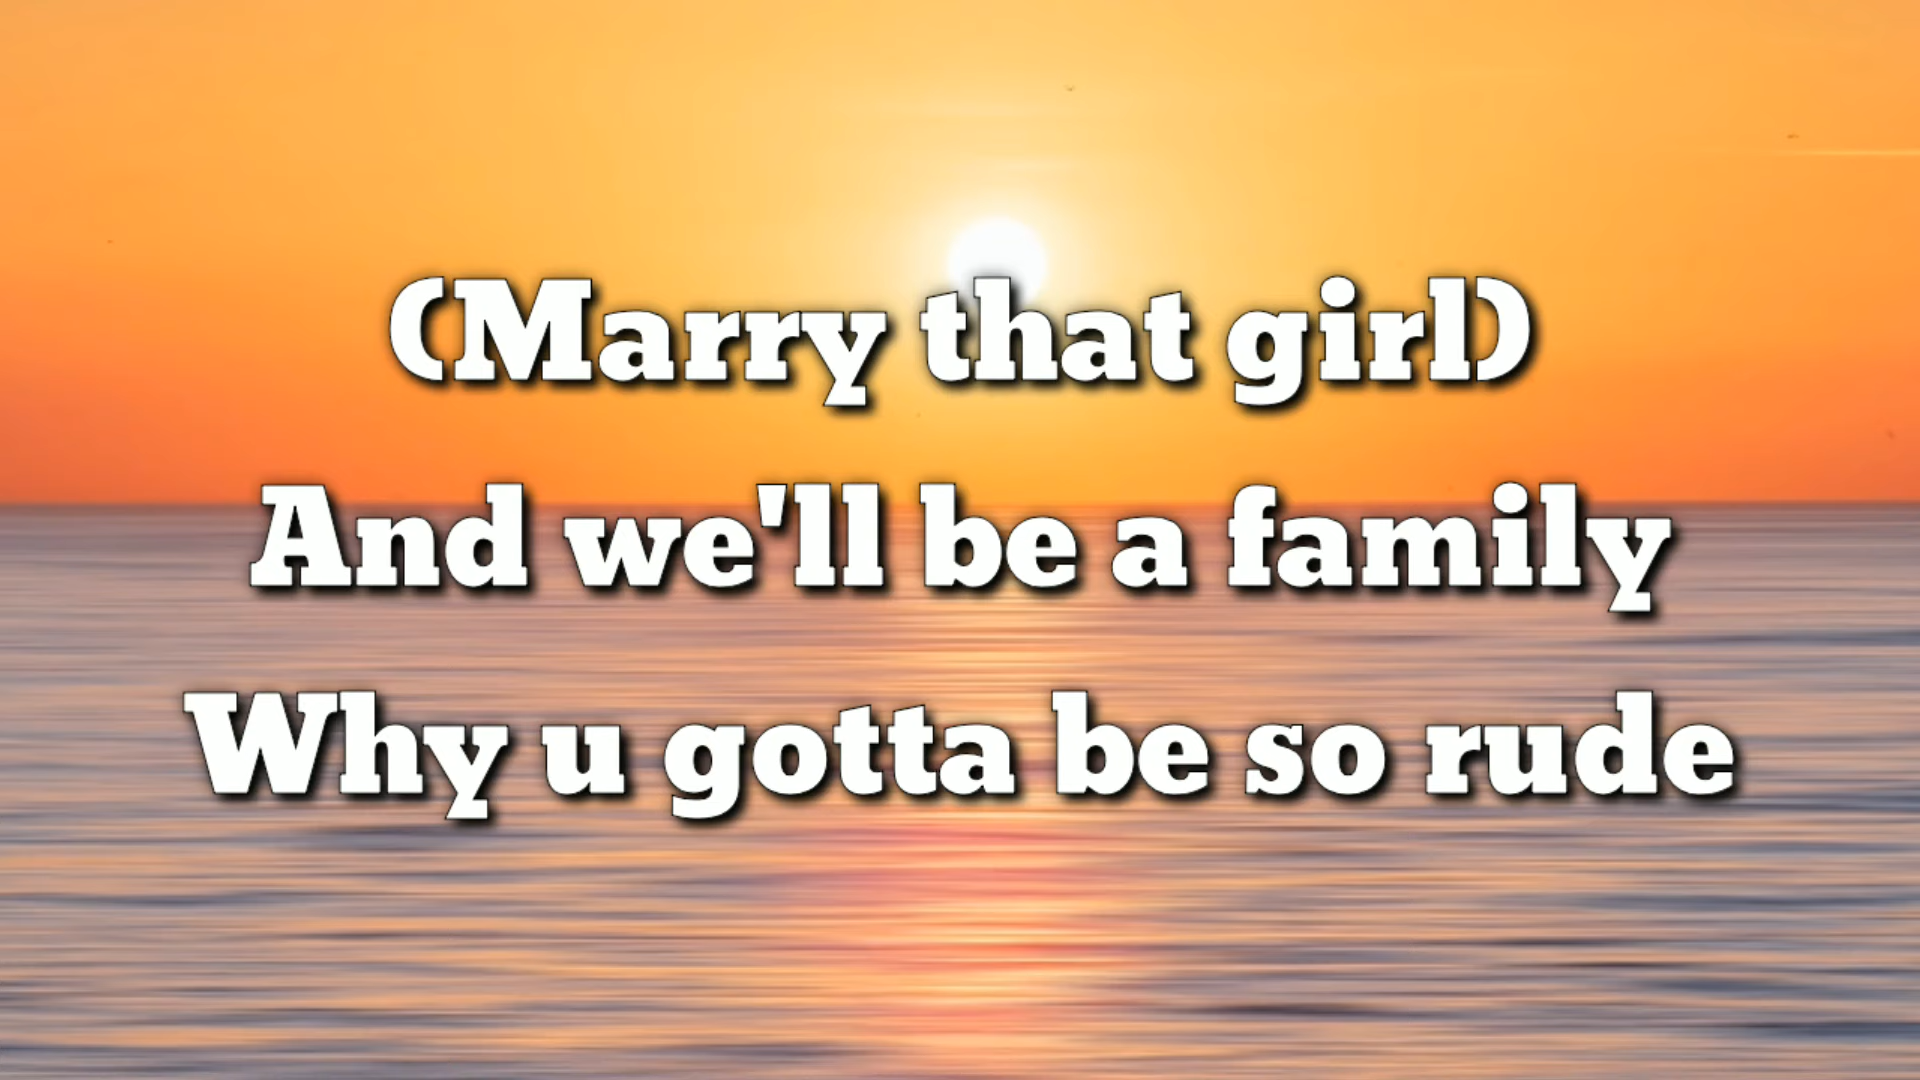 (Marry that girl)
And we'll be a family
Why u gotta be so rude